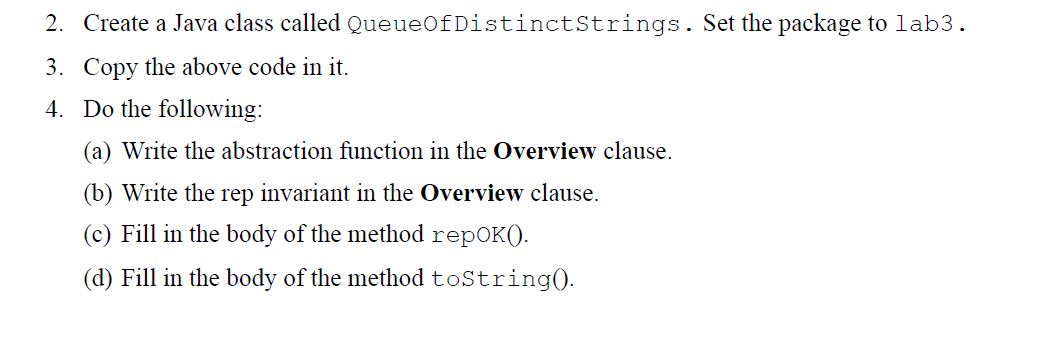 2. Create a Java class called QueueOfDistinctStrings. Set the package to lab3.
3. Copy the above code in it.
4. Do the following:
(a) Write the abstraction function in the Overview clause.
(b) Write the rep invariant in the Overview clause.
(c) Fill in the body of the method repOK().
(d) Fill in the body of the method toString().